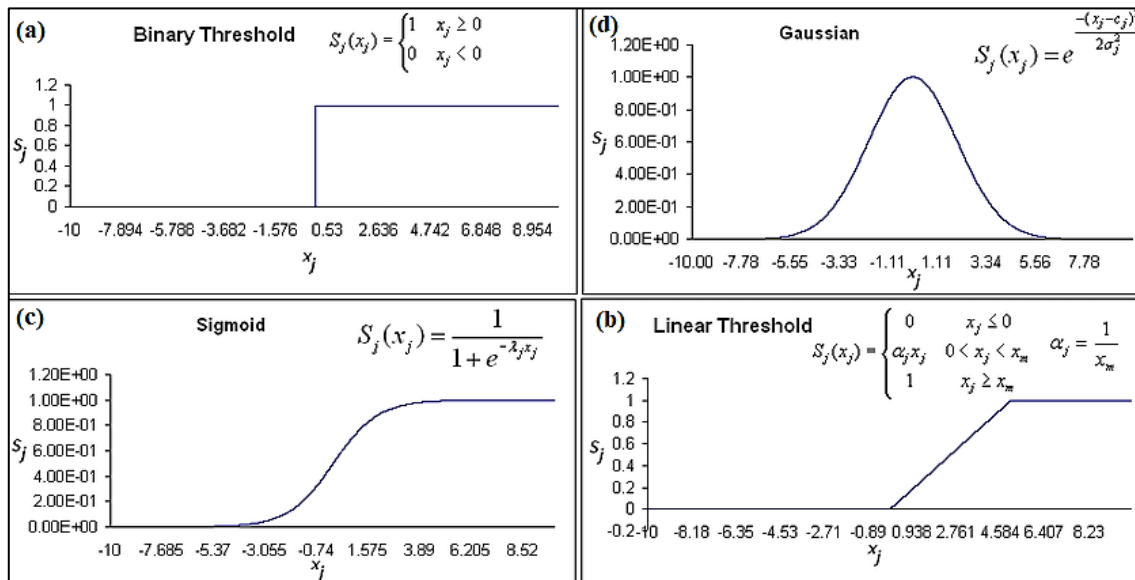 (a)
Binary Threshold
S_j(x_j) = { 1 x_j ≥ 0
0 x_j < 0
1.2
1
0.8
0.6
0.4
0.2
0
S_j
-10 -7.894 -5.788 -3.682 -1.576 0.53 2.636 4.742 6.848 8.954
x_j
(d)
Gaussian
S_j(x_j) = e^{-(x_j-c_j)/2σ_j^2}
1.20E+00
1.00E+00
8.00E-01
6.00E-01
4.00E-01
2.00E-01
0.00E+00
S_j
-10.00 -7.78 -5.55 -3.33 -1.11 1.11 3.34 5.56 7.78
x_j
(c)
Sigmoid
S_j(x_j) = 1/(1+e^{-λ_j x_j})
1.20E+00
1.00E+00
8.00E-01
6.00E-01
4.00E-01
2.00E-01
0.00E+00
S_j
-10 -7.685 -5.37 -3.055 -0.74 1.575 3.89 6.205 8.52
x_j
(b)
Linear Threshold
S_j(x_j) = { 0 x_j ≤ 0
α_j x_j 0 < x_j < x_m
1 x_j ≥ x_m
α_j = 1/x_m
1.2
1
0.8
0.6
0.4
0.2
0
-0.2
S_j
-10 -8.18 -6.35 -4.53 -2.71 -0.89 0.938 2.761 4.584 6.407 8.23
x_j